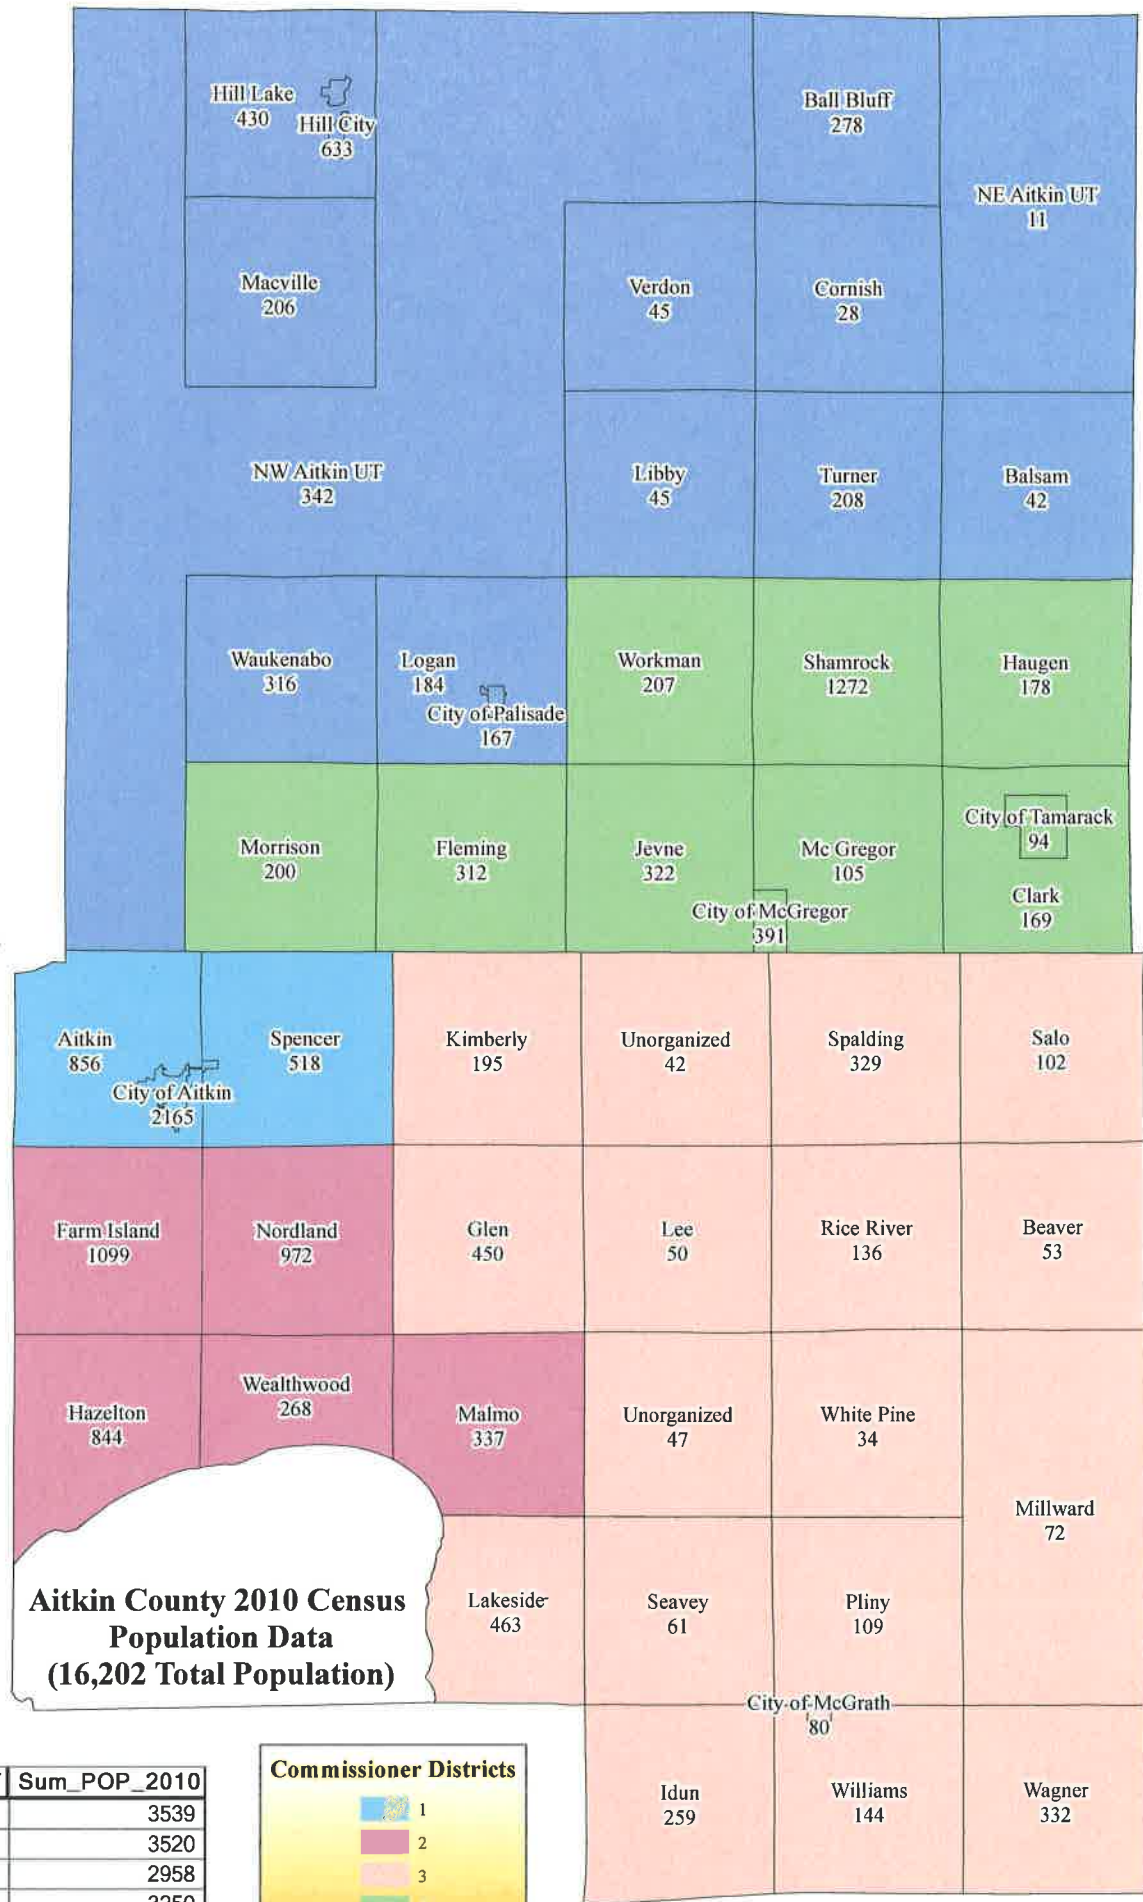 Hill Lake
430
Hill City
633
Ball Bluff
278
NE Aitkin UT
11
Macville
206
Verdon
45
Cornish
28
NW Aitkin UT
342
Libby
45
Turner
208
Balsam
42
Waukenabo
316
Logan
184
City of Palisade
167
Workman
207
Shamrock
1272
Haugen
178
Morrison
200
Fleming
312
Jevne
322
Mc Gregor
105
City of McGregor
391
City of Tamarack
94
Clark
169
Aitkin
856
City of Aitkin
2165
Spencer
518
Kimberly
195
Unorganized
42
Spalding
329
Salo
102
Farm Island
1099
Nordland
972
Glen
450
Lee
50
Rice River
136
Beaver
53
Hazelton
844
Wealthwood
268
Malmo
337
Unorganized
47
White Pine
34
Millward
72
Lakeside
463
Seavey
61
Pliny
109
City of McGrath
80
Idun
259
Williams
144
Wagner
332
Aitkin County 2010 Census
Population Data
(16,202 Total Population)
Sum_POP_2010
3539
3520
2958
Commissioner Districts
1
2
3